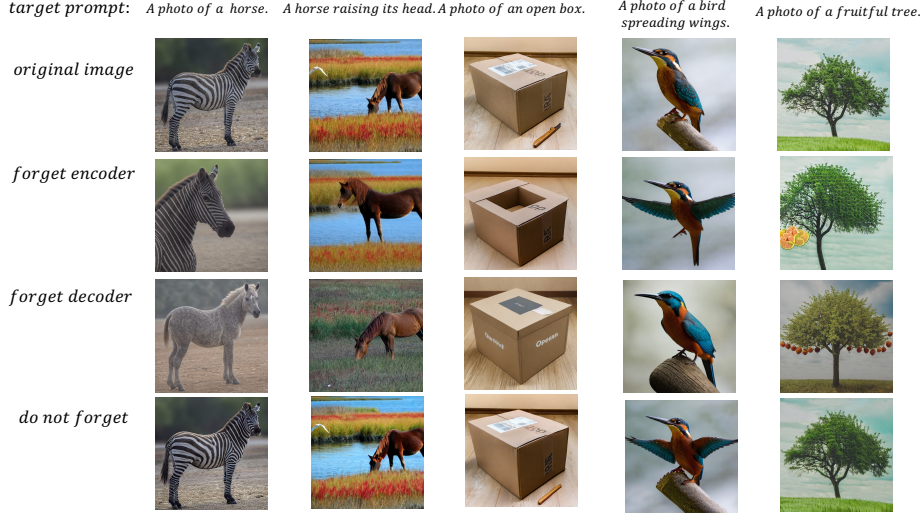 target prompt:
A photo of a horse.
A horse raising its head.
A photo of an open box.
A photo of a bird
spreading wings.
A photo of a fruitful tree.
original image
forget encoder
forget decoder
Openn
do not forget